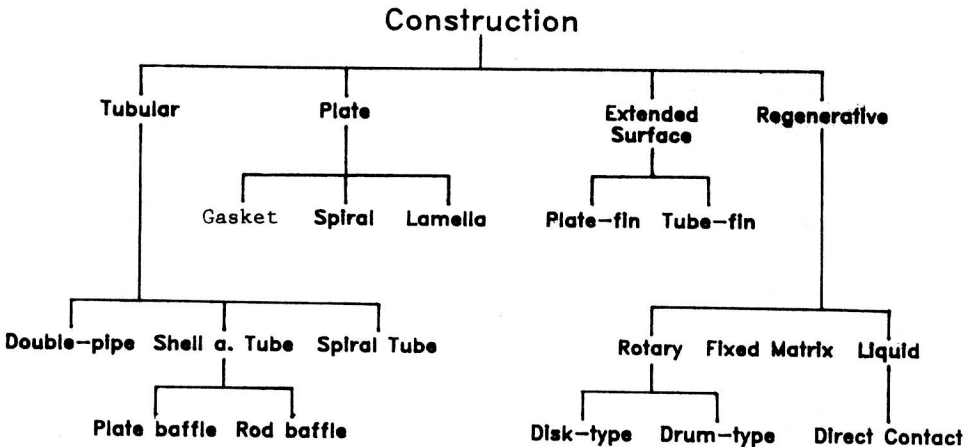 Construction
Tubular Plate Extended Surface Regenerative
Gasket Spiral Lamella Plate-fin Tube-fin
Double-pipe Shell a. Tube Spiral Tube Rotary Fixed Matrix Liquid
Plate baffle Rod baffle Disk-type Drum-type Direct Contact